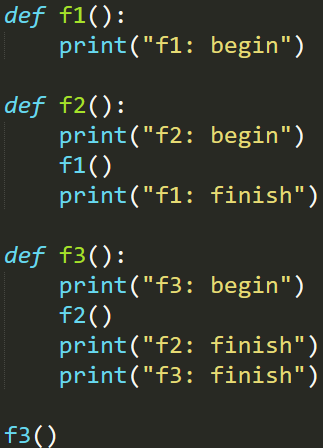 def f1():
    print("f1: begin")

def f2():
    print("f2: begin")
    f1()
    print("f1: finish")

def f3():
    print("f3: begin")
    f2()
    print("f2: finish")
    print("f3: finish")

f3()